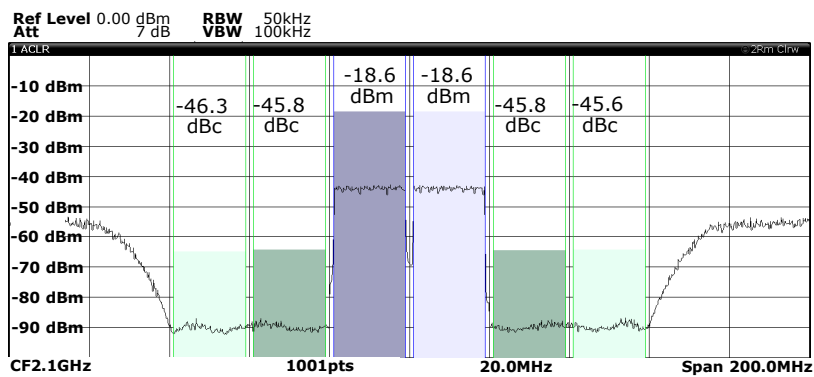 Ref Level 0.00 dBm RBW 50kHz
Att 7 dB VBW 100kHz
1 ACLR 2Rm Clrw
-10 dBm
-20 dBm
-30 dBm
-40 dBm
-50 dBm
-60 dBm
-70 dBm
-80 dBm
-90 dBm
-46.3 dBc
-45.8 dBc
-18.6 dBm
-18.6 dBm
-45.8 dBc
-45.6 dBc
CF2.1GHz 1001pts 20.0MHz Span 200.0MHz